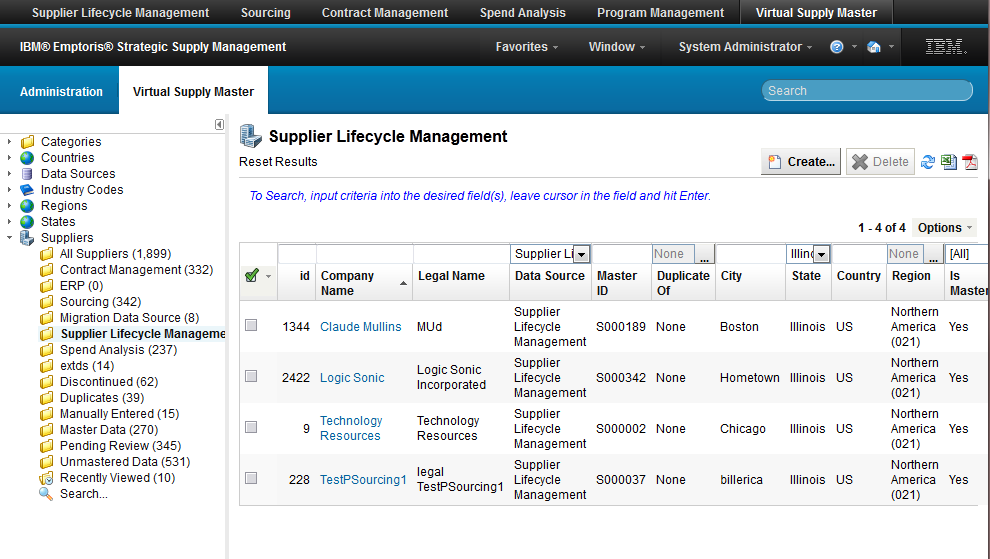 Supplier Lifecycle Management Sourcing Contract Management Spend Analysis Program Management Virtual Supply Master
IBM® Emptoris® Strategic Supply Management Favorites Window System Administrator IBM.
Administration Virtual Supply Master Search
Categories
Countries
Data Sources
Industry Codes
Regions
States
Suppliers
All Suppliers (1,899)
Contract Management (332)
ERP (0)
Sourcing (342)
Migration Data Source (8)
Supplier Lifecycle Manageme
Spend Analysis (237)
extds (14)
Discontinued (62)
Duplicates (39)
Manually Entered (15)
Master Data (270)
Pending Review (345)
Unmastered Data (531)
Recently Viewed (10)
Search...
Supplier Lifecycle Management
Reset Results Create... Delete
To Search, input criteria into the desired field(s), leave cursor in the field and hit Enter.
1 - 4 of 4 Options
Supplier Li None ... Illinc None ... [All]
id Company Name Legal Name Data Source Master ID Duplicate Of City State Country Region Is Master
1344 Claude Mullins MUd Supplier Lifecycle Management S000189 None Boston Illinois US Northern America (021) Yes
2422 Logic Sonic Logic Sonic Incorporated Supplier Lifecycle Management S000342 None Hometown Illinois US Northern America (021) Yes
9 Technology Resources Technology Resources Supplier Lifecycle Management S000002 None Chicago Illinois US Northern America (021) Yes
228 TestPSourcing1 legal TestPSourcing1 Supplier Lifecycle Management S000037 None billerica Illinois US Northern America (021) Yes